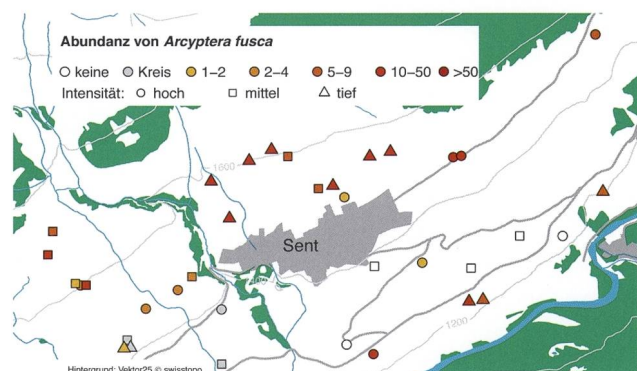 Abundanz von Arcyptera fusca
keine Kreis 1–2 2–4 5–9 10–50 >50
Intensität: hoch mittel tief
1600
Sent
1400
1200
Hintergrund: Vektor25 © swisstopo